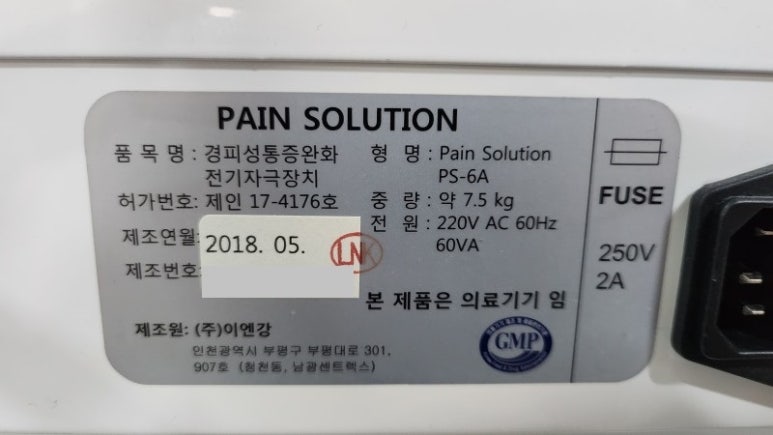 PAIN SOLUTION
품 목 명 : 경피성통증완화
전기자극장치
허가번호: 제인 17-4176호
제조연월:
2018. 05.
LNK
제조번호:
형 명 : Pain Solution
PS-6A
중 량 : 약 7.5 kg
전 원 : 220V AC 60Hz
60VA
본 제품은 의료기기 임
제조원: (주)이엔강
인천광역시 부평구 부평대로 301,
907호 (청천동, 남광센트렉스)
GMP
FUSE
250V
2A